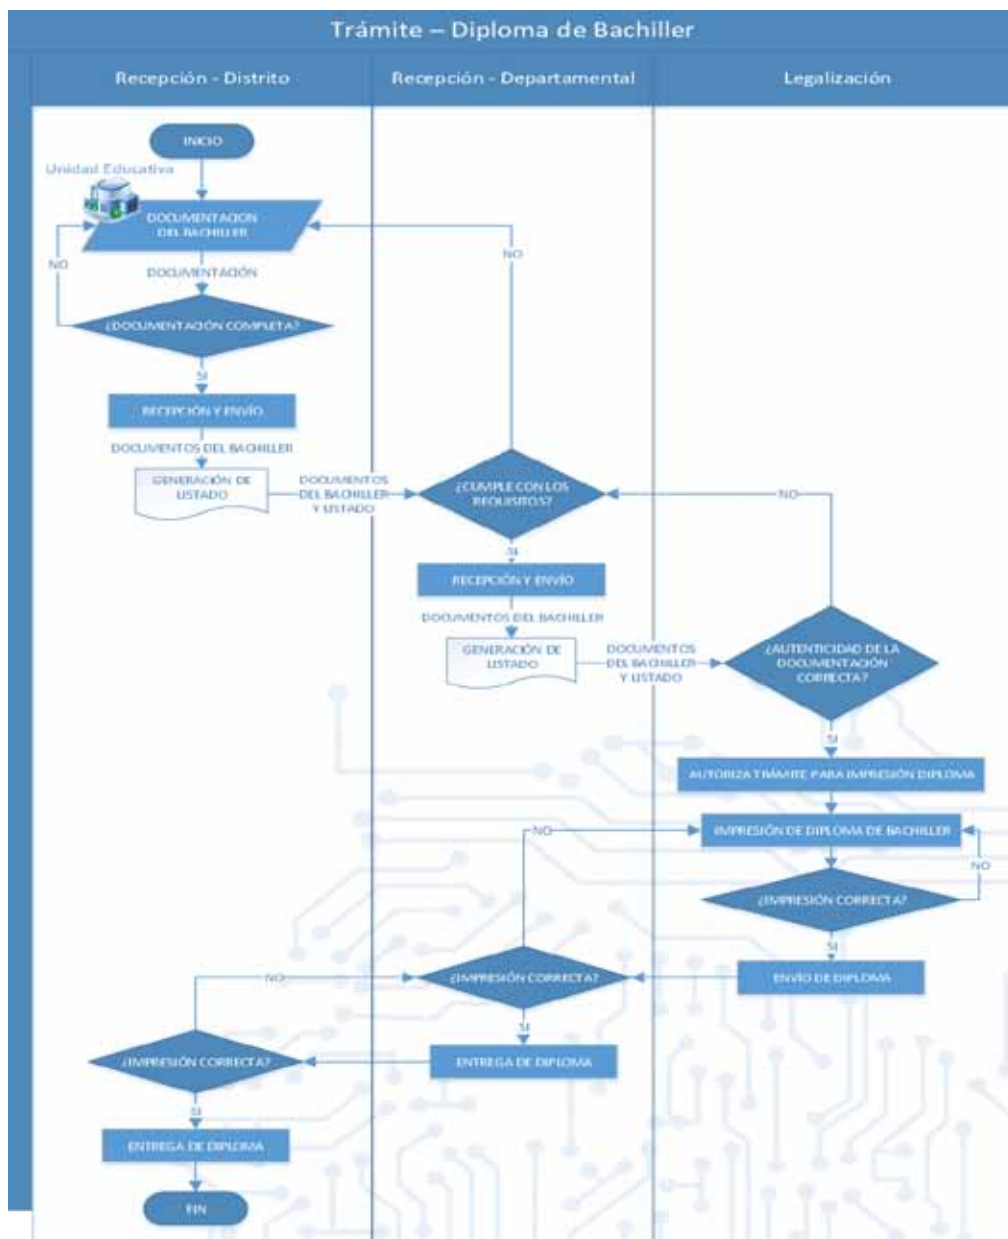 Trámite – Diploma de Bachiller
Recepción - Distrito
Recepción - Departamental
Legalización
INICIO
Unidad Educativa
DOCUMENTACION
DEL BACHILLER
NO
NO
DOCUMENTACIÓN
¿DOCUMENTACIÓN COMPLETA?
SI
RECEPCIÓN Y ENVÍO
DOCUMENTOS DEL BACHILLER
GENERACIÓN DE
LISTADO
DOCUMENTOS
DEL BACHILLER
Y LISTADO
¿CUMPLE CON LOS
REQUISITOS?
NO
SI
RECEPCIÓN Y ENVÍO
DOCUMENTOS DEL BACHILLER
GENERACIÓN DE
LISTADO
DOCUMENTOS
DEL BACHILLER
Y LISTADO
¿AUTENTICIDAD DE LA
DOCUMENTACIÓN
CORRECTA?
SI
AUTORIZA TRÁMITE PARA IMPRESIÓN DIPLOMA
NO
IMPRESIÓN DE DIPLOMA DE BACHILLER
NO
¿IMPRESIÓN CORRECTA?
SI
NO
¿IMPRESIÓN CORRECTA?
ENVÍO DE DIPLOMA
SI
¿IMPRESIÓN CORRECTA?
ENTREGA DE DIPLOMA
SI
ENTREGA DE DIPLOMA
FIN